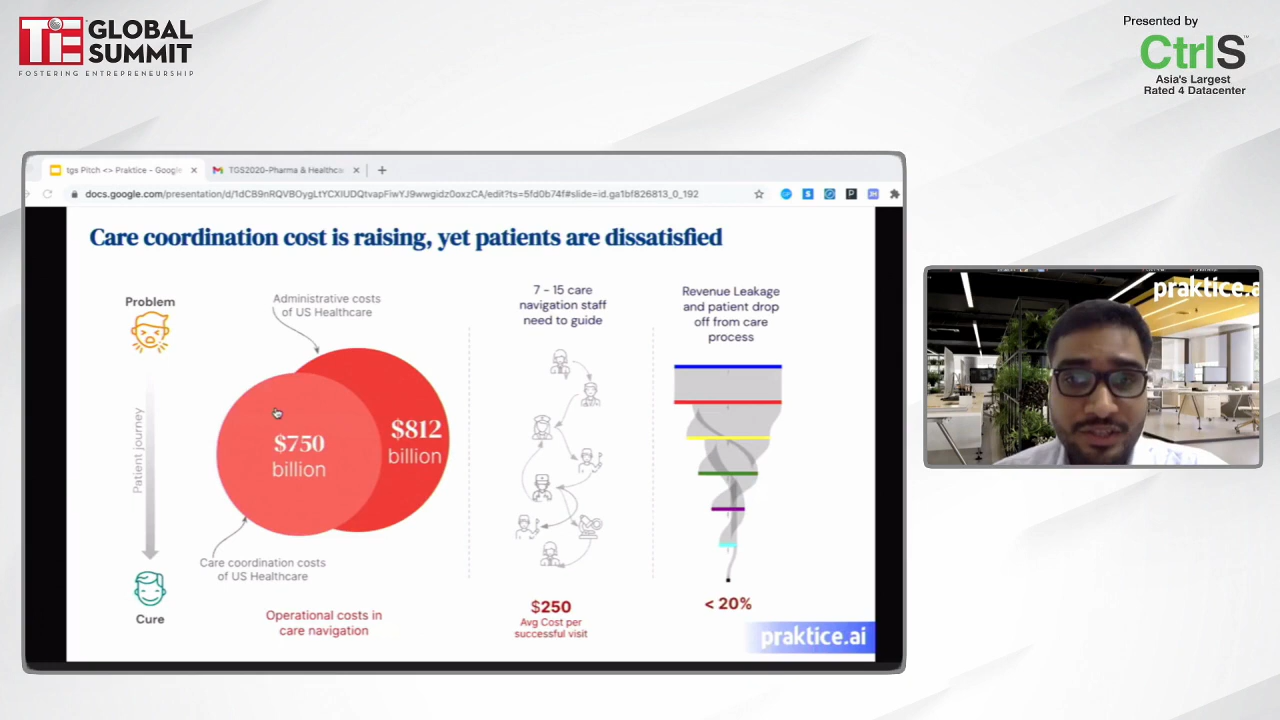 TiE GLOBAL
SUMMIT
FOSTERING ENTREPRENEURSHIP
Presented by
CtrlS™
Asia's Largest
Rated 4 Datacenter
tgs Pitch <> Praktice - Google
TGS2020-Pharma & Healthc
docs.google.com/presentation/d/1dCB9nRQVBOygLtYCXIUDQtvapFiwYJ9wwgidz0oxzCA/edit?ts=5fd0b74f#slide=id.ga1bf826813_0_192
Care coordination cost is raising, yet patients are dissatisfied
Problem
Patient journey
Cure
Administrative costs
of US Healthcare
$750
billion
$812
billion
Care coordination costs
of US Healthcare
Operational costs in
care navigation
7 - 15 care
navigation staff
need to guide
$250
Avg Cost per
successful visit
Revenue Leakage
and patient drop
off from care
process
< 20%
praktice.ai
praktice.a